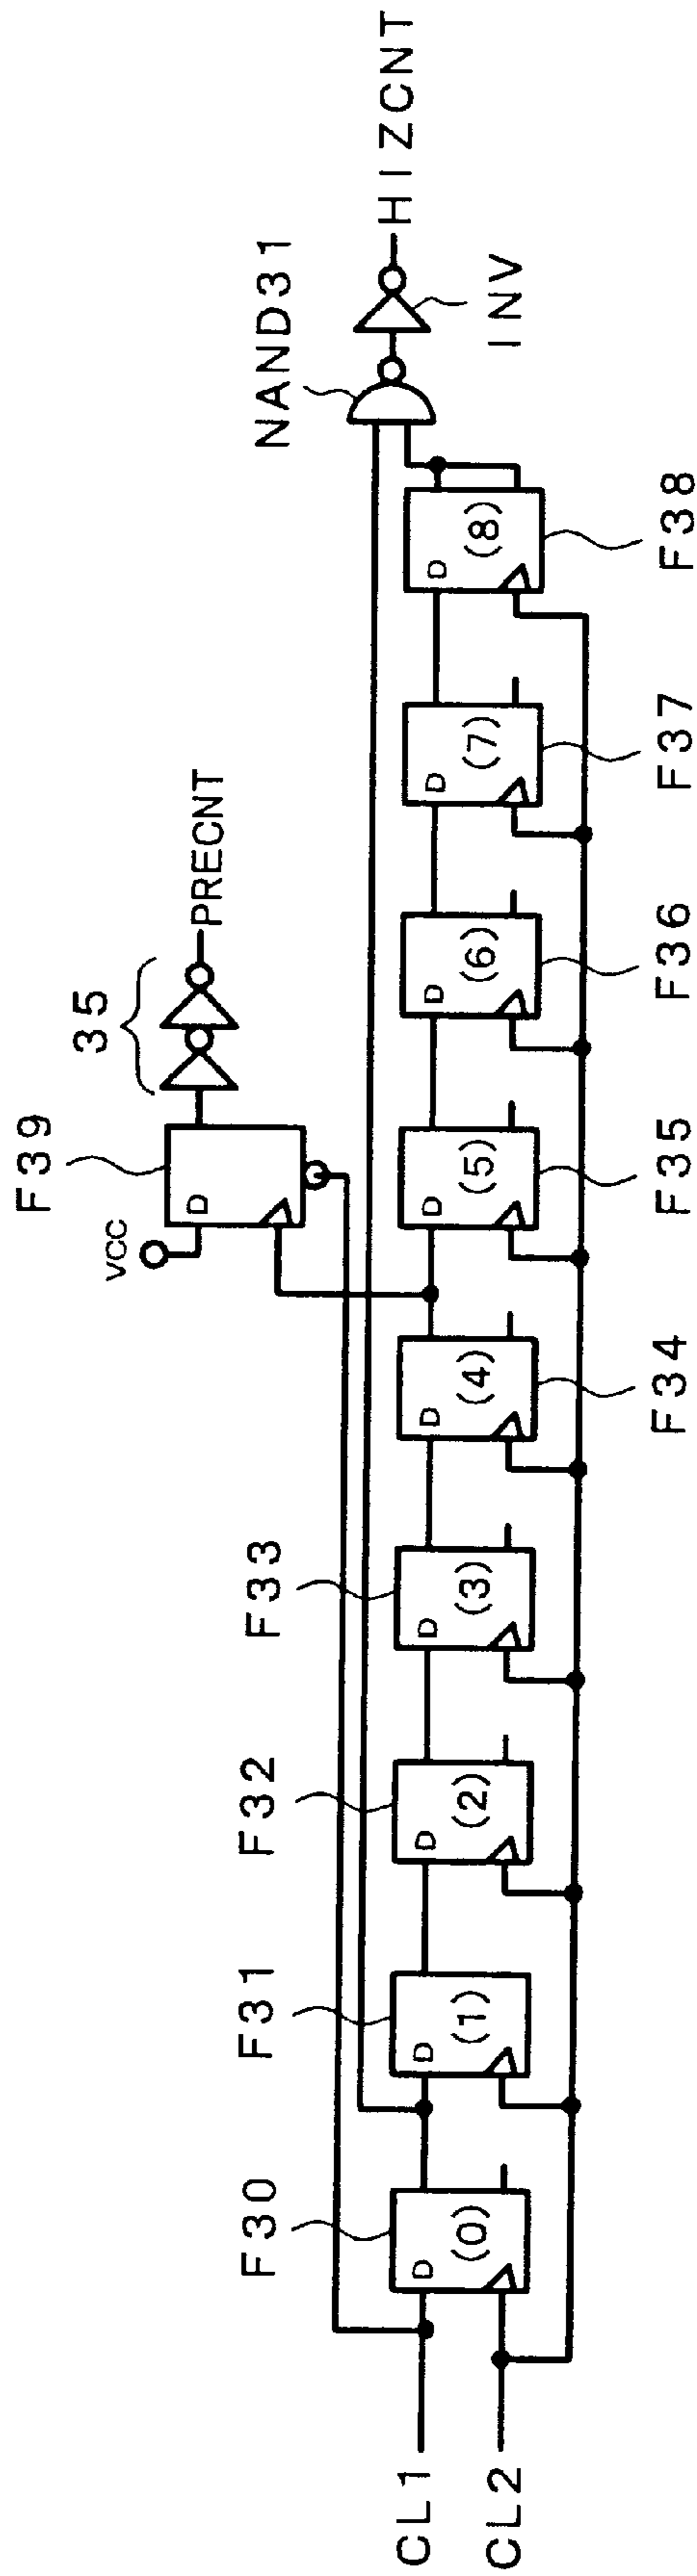 F39
35
VCC
D
PRECNT
NAND31
HIZCNT
INV
F30
F31
F32
F33
CL1
CL2
D
(0)
D
(1)
D
(2)
D
(3)
D
(4)
D
(5)
D
(6)
D
(7)
D
(8)
F34
F35
F36
F37
F38